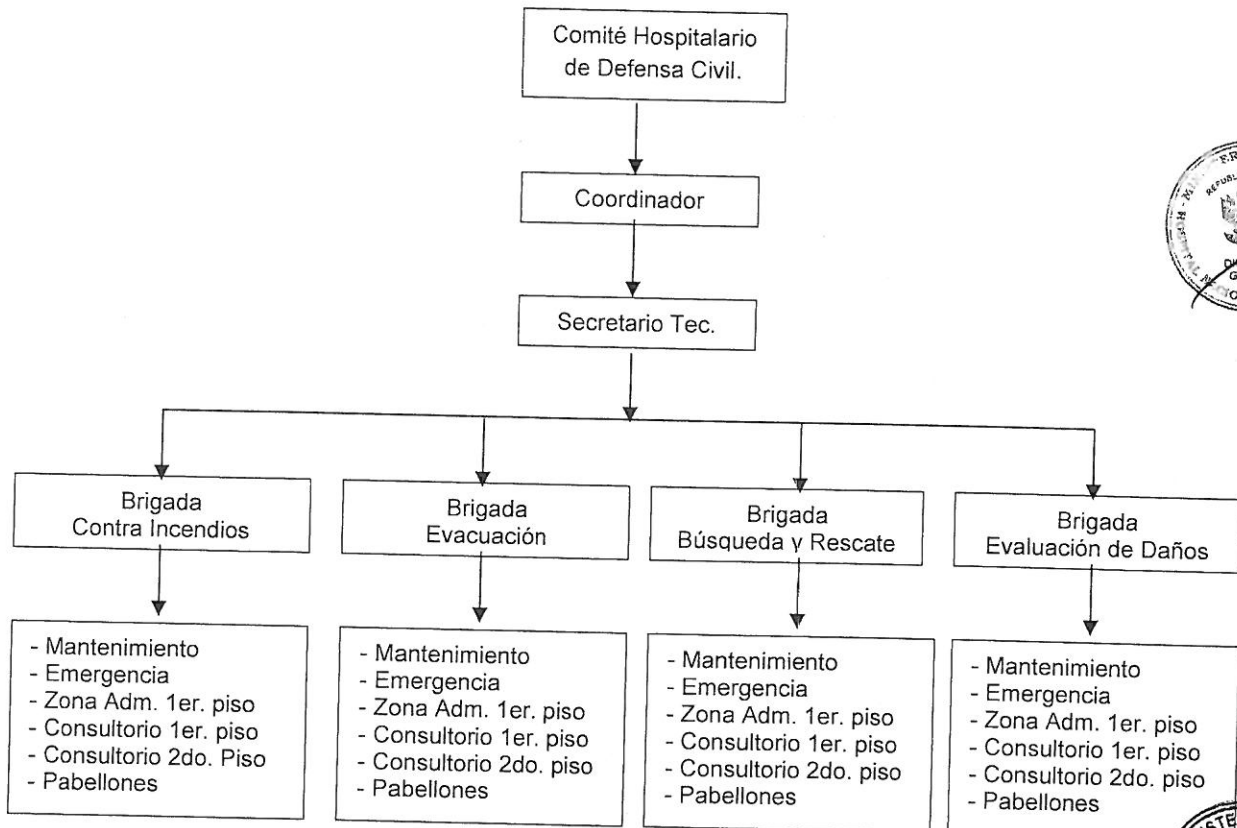 Comité Hospitalario
de Defensa Civil.
Coordinador
Secretario Tec.
Brigada
Contra Incendios
Brigada
Evacuación
Brigada
Búsqueda y Rescate
Brigada
Evaluación de Daños
- Mantenimiento
- Emergencia
- Zona Adm. 1er. piso
- Consultorio 1er. piso
- Consultorio 2do. Piso
- Pabellones
- Mantenimiento
- Emergencia
- Zona Adm. 1er. piso
- Consultorio 1er. piso
- Consultorio 2do. piso
- Pabellones
- Mantenimiento
- Emergencia
- Zona Adm. 1er. piso
- Consultorio 1er. piso
- Consultorio 2do. piso
- Pabellones
- Mantenimiento
- Emergencia
- Zona Adm. 1er. piso
- Consultorio 1er. piso
- Consultorio 2do. piso
- Pabellones